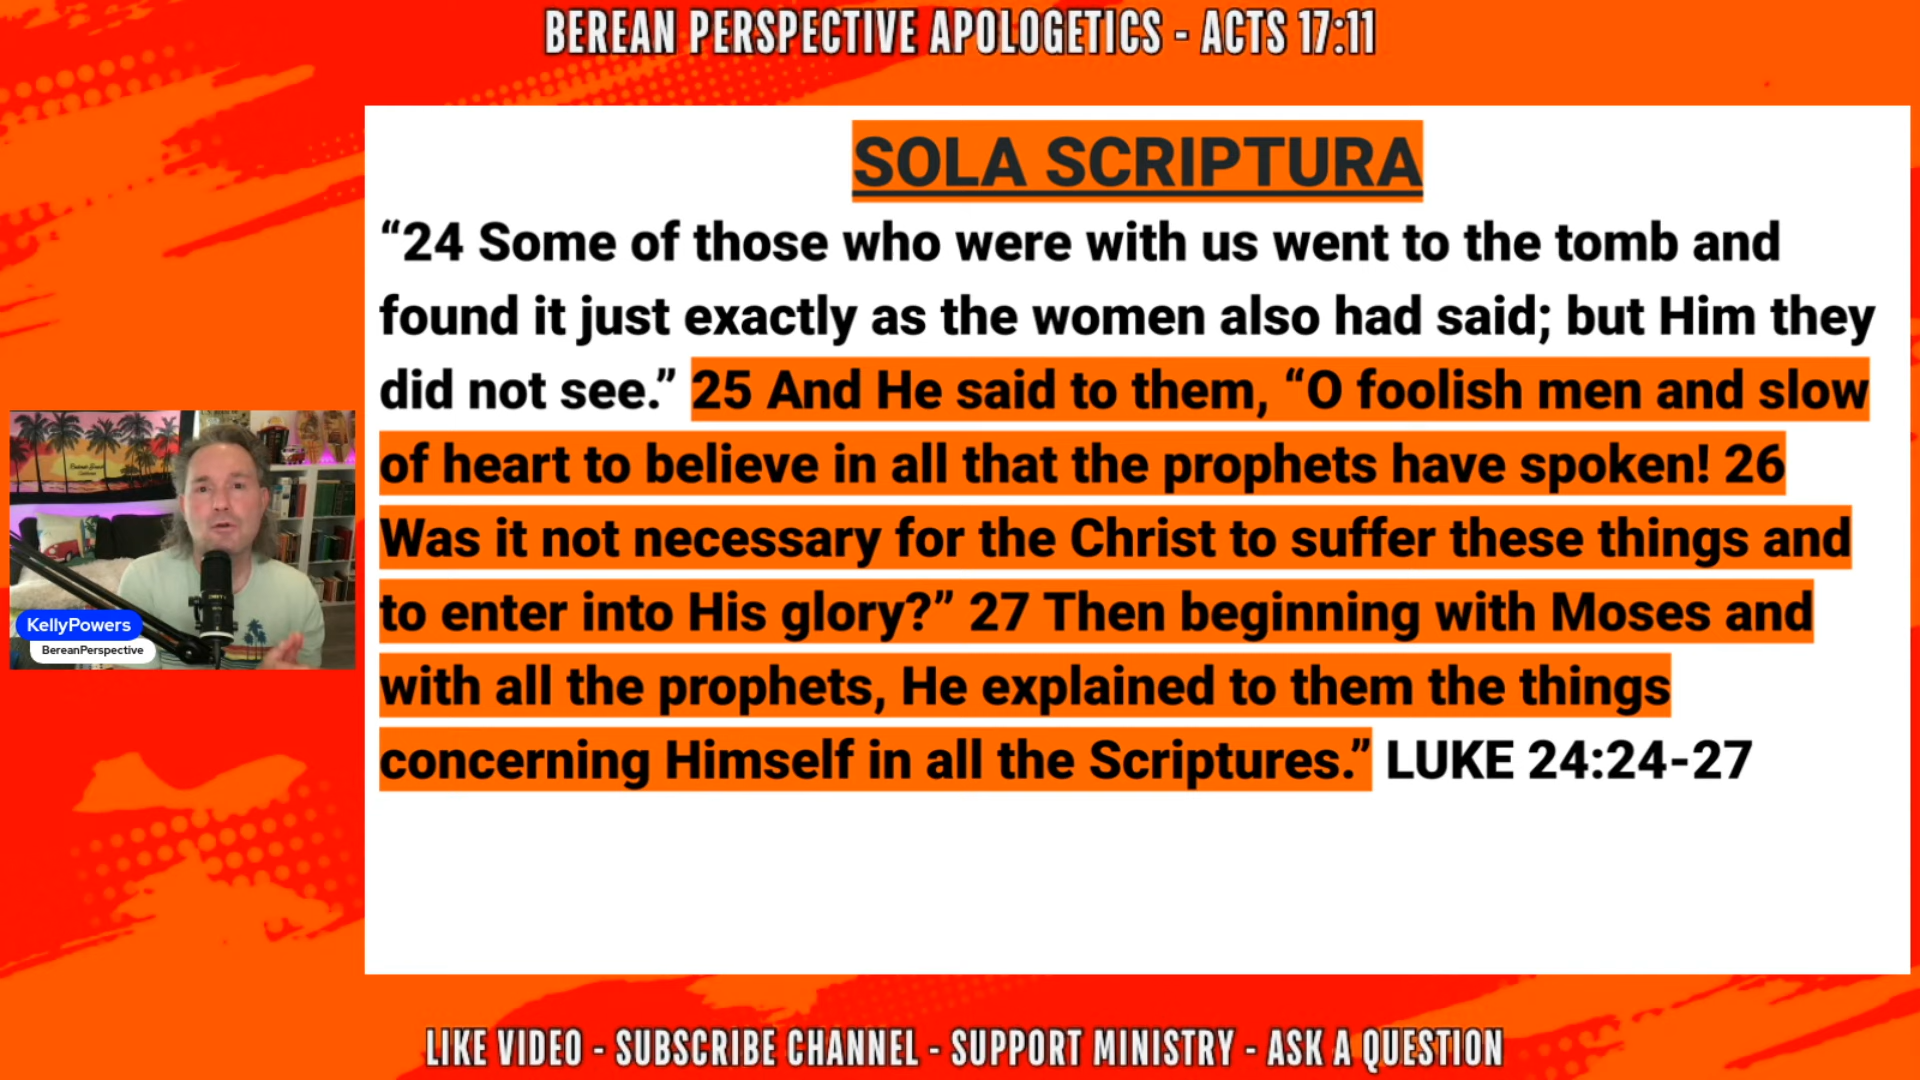 BEREAN PERSPECTIVE APOLOGETICS - ACTS 17:11
SOLA SCRIPTURA
“24 Some of those who were with us went to the tomb and
found it just exactly as the women also had said; but Him they
did not see.” 25 And He said to them, “O foolish men and slow
of heart to believe in all that the prophets have spoken! 26
Was it not necessary for the Christ to suffer these things and
to enter into His glory?” 27 Then beginning with Moses and
with all the prophets, He explained to them the things
concerning Himself in all the Scriptures.” LUKE 24:24-27
KellyPowers
BereanPerspective
LIKE VIDEO - SUBSCRIBE CHANNEL - SUPPORT MINISTRY - ASK A QUESTION